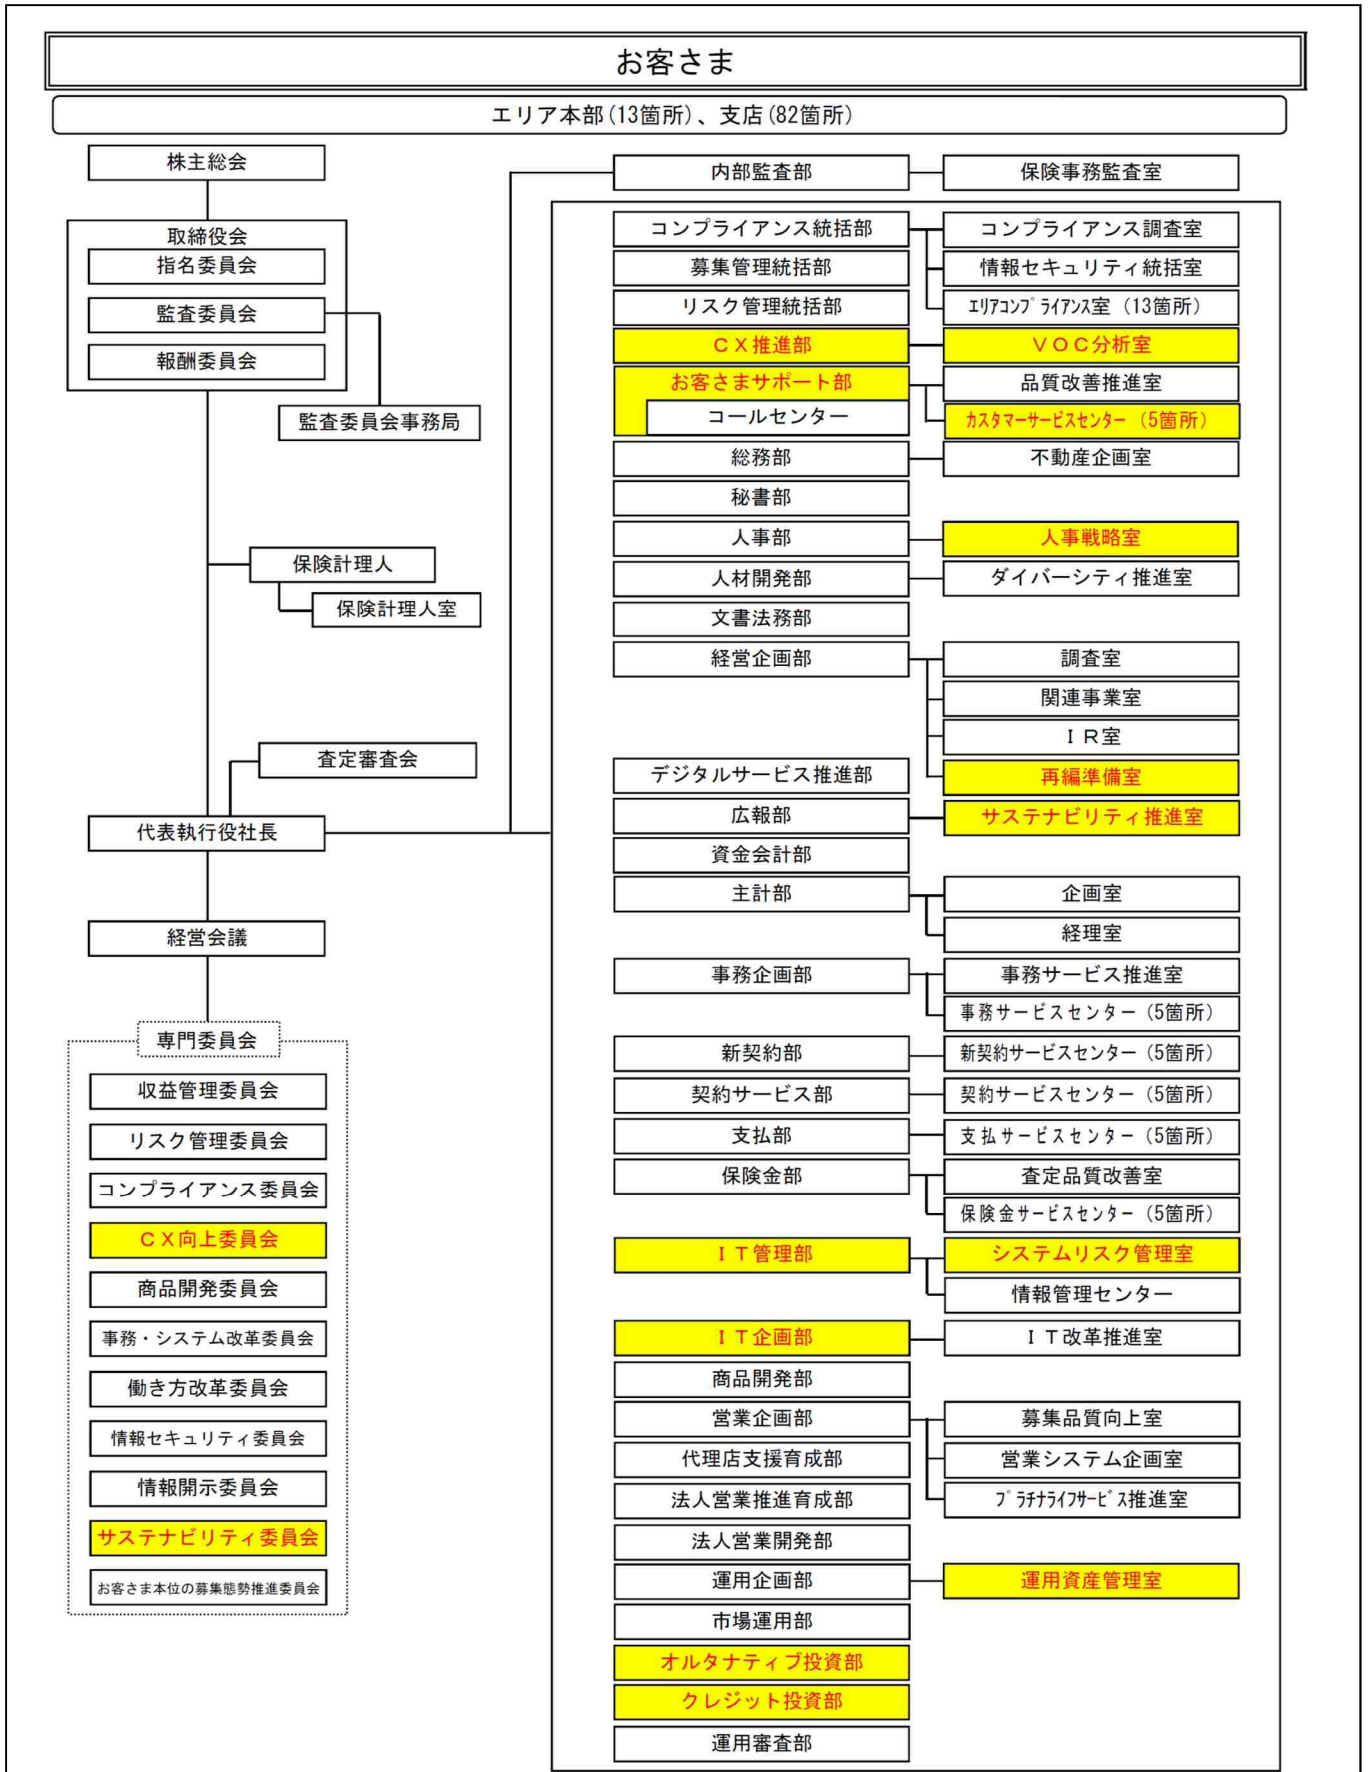 お客さま
エリア本部(13箇所)、支店(82箇所)
株主総会
取締役会
指名委員会
監査委員会
報酬委員会
監査委員会事務局
保険計理人
保険計理人室
査定審査会
代表執行役社長
経営会議
専門委員会
収益管理委員会
リスク管理委員会
コンプライアンス委員会
ＣＸ向上委員会
商品開発委員会
事務・システム改革委員会
働き方改革委員会
情報セキュリティ委員会
情報開示委員会
サステナビリティ委員会
お客さま本位の募集態勢推進委員会
内部監査部
保険事務監査室
コンプライアンス統括部
コンプライアンス調査室
募集管理統括部
情報セキュリティ統括室
リスク管理統括部
ｴﾘｱｺﾝﾌﾟﾗｲｱﾝｽ室（13箇所）
ＣＸ推進部
ＶＯＣ分析室
お客さまサポート部
品質改善推進室
コールセンター
ｶｽﾀﾏｰｻｰﾋﾞｽｾﾝﾀｰ（5箇所）
総務部
不動産企画室
秘書部
人事部
人事戦略室
人材開発部
ダイバーシティ推進室
文書法務部
経営企画部
調査室
関連事業室
ＩＲ室
デジタルサービス推進部
再編準備室
広報部
サステナビリティ推進室
資金会計部
主計部
企画室
経理室
事務企画部
事務サービス推進室
事務サービスセンター（5箇所）
新契約部
新契約サービスセンター（5箇所）
契約サービス部
契約サービスセンター（5箇所）
支払部
支払サービスセンター（5箇所）
保険金部
査定品質改善室
保険金サービスセンター（5箇所）
ＩＴ管理部
システムリスク管理室
情報管理センター
ＩＴ企画部
ＩＴ改革推進室
商品開発部
営業企画部
募集品質向上室
代理店支援育成部
営業システム企画室
法人営業推進育成部
ﾌﾟﾗﾁﾅﾗｲﾌｻｰﾋﾞｽ推進室
法人営業開発部
運用企画部
運用資産管理室
市場運用部
オルタナティブ投資部
クレジット投資部
運用審査部